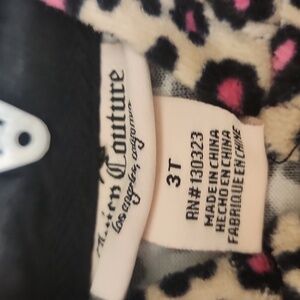 Couture
los angeles, california
3T
RN# 130323
MADE IN CHINA
HECHO EN CHINA
FABRIQUE EN CHINE